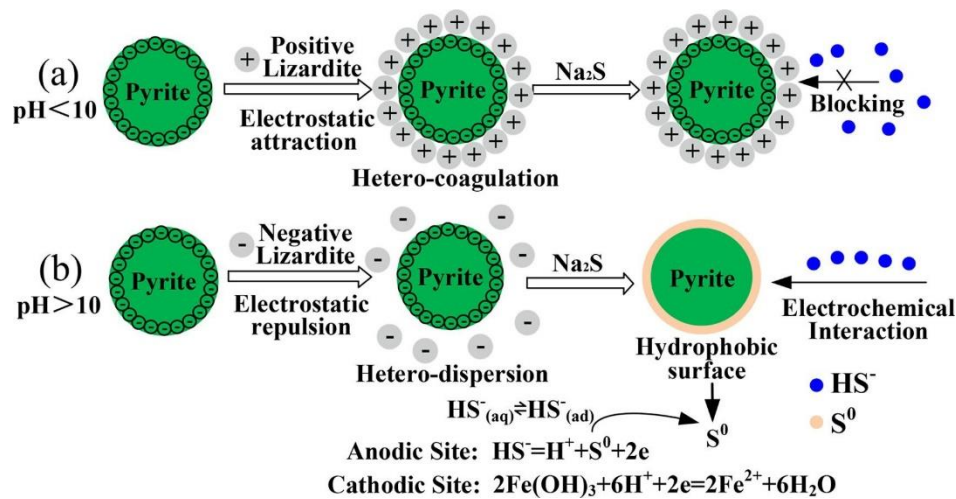 (a)
pH<10
Pyrite
+
Positive
Lizardite
Electrostatic
attraction
Pyrite
Hetero-coagulation
Na₂S
Pyrite
Blocking
(b)
pH>10
Pyrite
-
Negative
Lizardite
Electrostatic
repulsion
Pyrite
Hetero-dispersion
Na₂S
Pyrite
Hydrophobic
surface
Electrochemical
Interaction
HS⁻
S⁰
HS⁻(aq)⇌HS⁻(ad)
S⁰
Anodic Site: HS⁻=H⁺+S⁰+2e
Cathodic Site: 2Fe(OH)₃+6H⁺+2e=2Fe²⁺+6H₂O